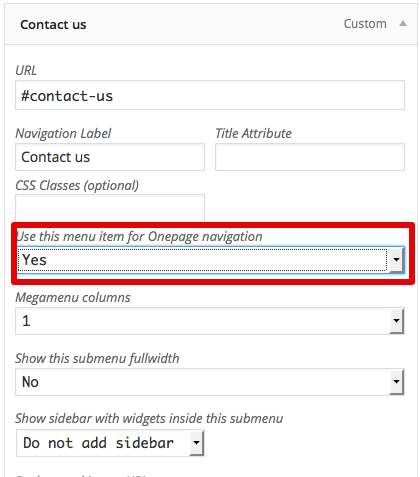 Contact us Custom
URL
#contact-us
Navigation Label Title Attribute
Contact us
CSS Classes (optional)
Use this menu item for Onepage navigation
Yes
Megamenu columns
1
Show this submenu fullwidth
No
Show sidebar with widgets inside this submenu
Do not add sidebar